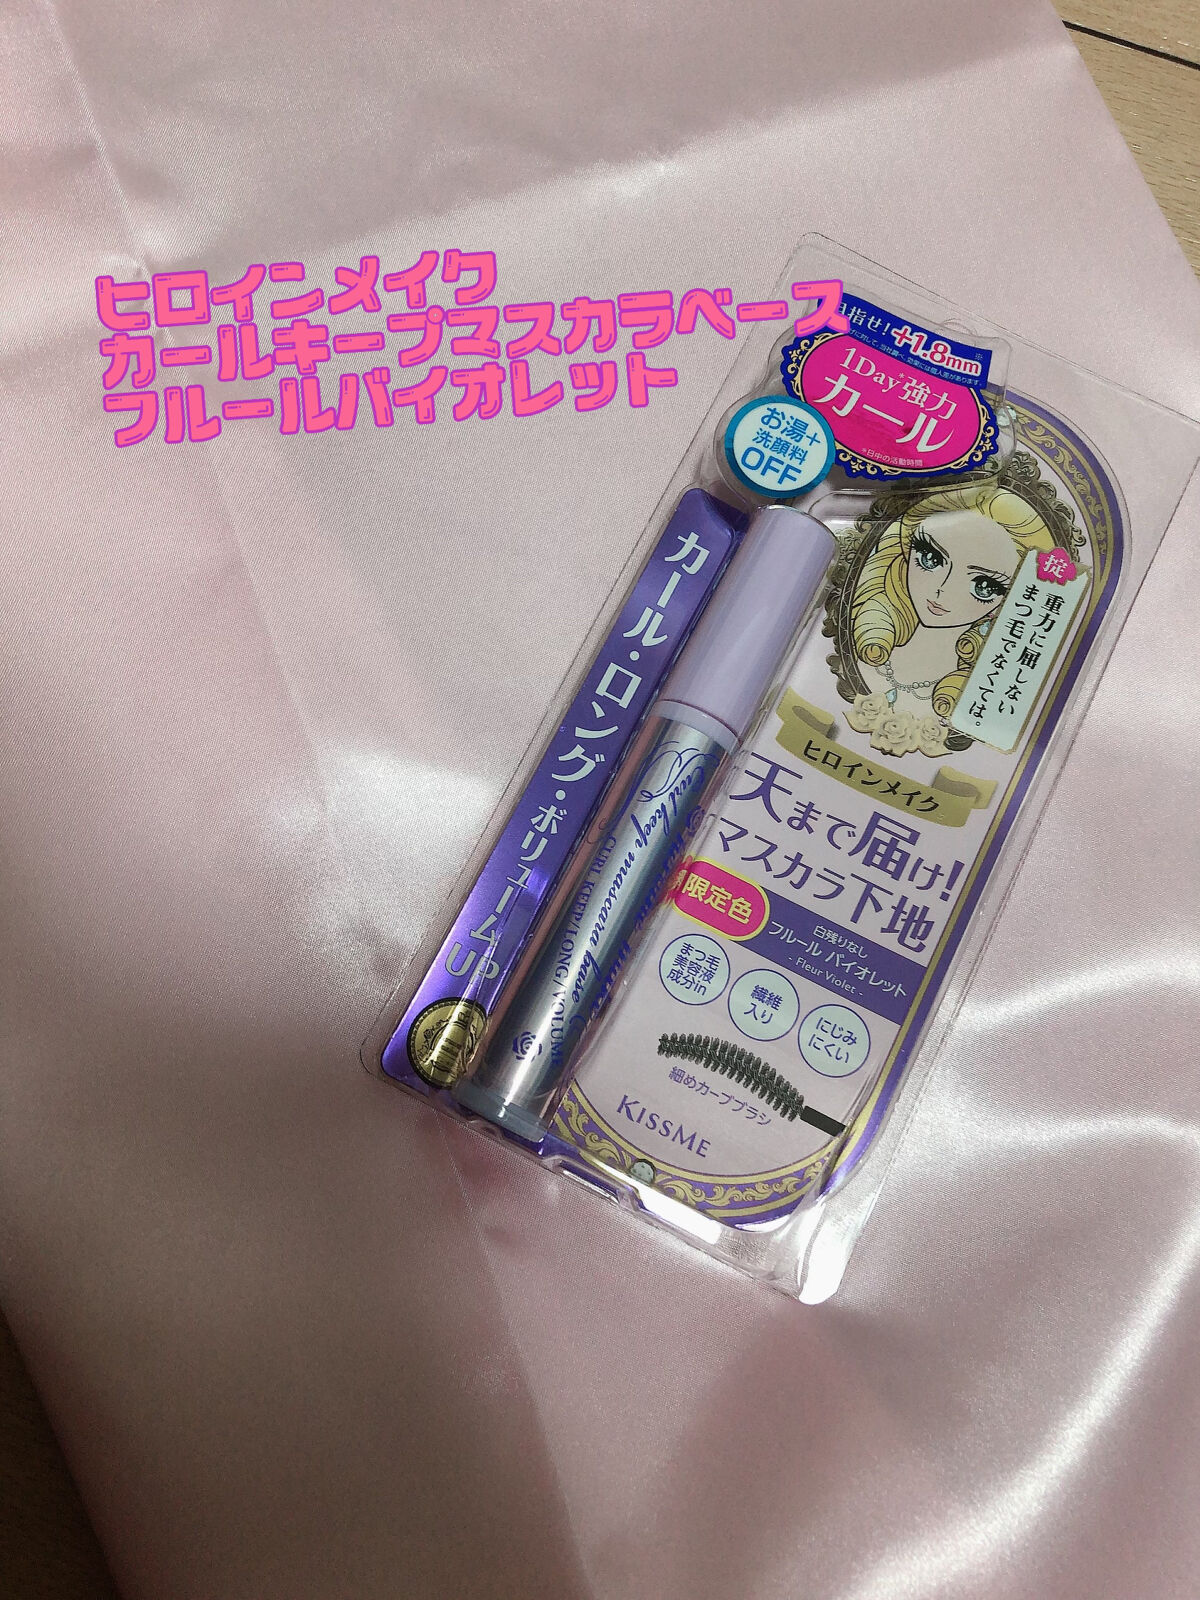 ヒロインメイク
カールキープマスカラベース
フルールバイオレット
目指せ!+1.8mm※
1Day*強力
カール
*日中の活動時間
お湯+
洗顔料
OFF
カール・ロング・ボリュームUP
掟
重力に屈しない
まつ毛でなくては。
ヒロインメイク
天まで届け!
マスカラ下地
限定色
白残りなし
フルール バイオレット
- Fleur Violet -
まつ毛
美容液
成分in
繊維
入り
にじみ
にくい
細めカーブブラシ
KISSME
Curl keep mascara base
CURL KEEP/LONG/VOLUME